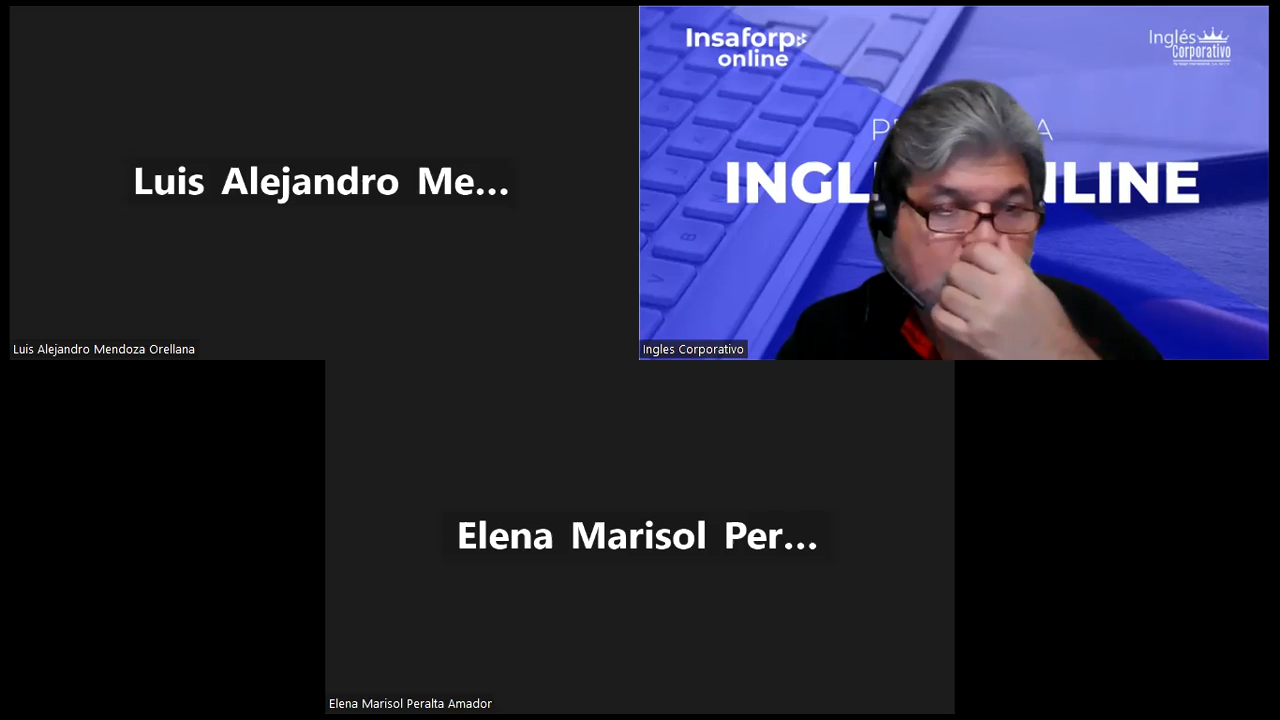 Luis Alejandro Me...
Luis Alejandro Mendoza Orellana
Insaforp
online
Inglés
Corporativo
INGL
NLINE
Ingles Corporativo
Elena Marisol Per...
Elena Marisol Peralta Amador